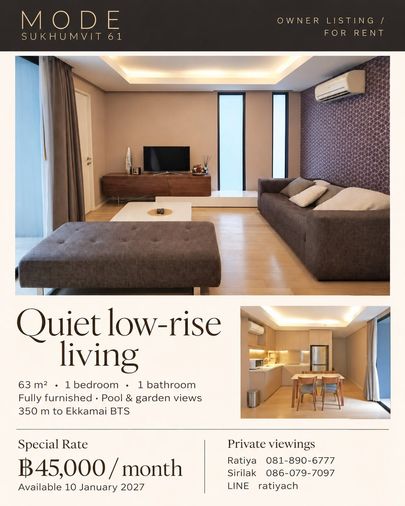 MODE
SUKHUMVIT 61
OWNER LISTING /
FOR RENT
Quiet low-rise
living
63 m² • 1 bedroom • 1 bathroom
Fully furnished • Pool & garden views
350 m to Ekkamai BTS
Special Rate
฿45,000 / month
Available 10 January 2027
Private viewings
Ratiya 081-890-6777
Sirilak 086-079-7097
LINE ratiyach